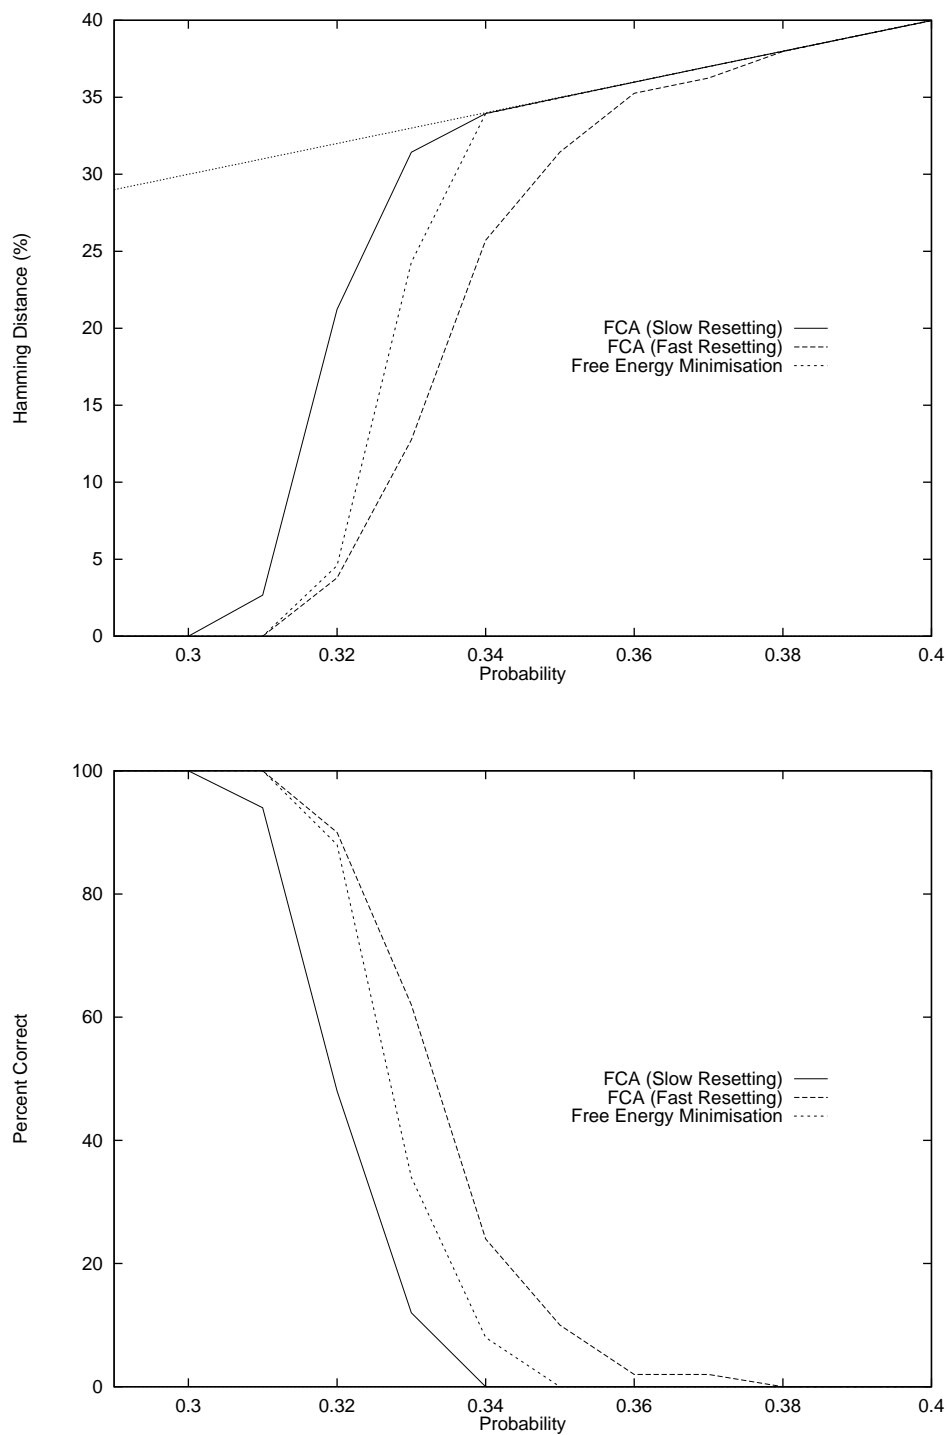 40
35
30
25
20
15
10
5
0
Hamming Distance (%)
FCA (Slow Resetting)
FCA (Fast Resetting)
Free Energy Minimisation
0.3 0.32 0.34 0.36 0.38 0.4
Probability
100
80
60
40
20
0
Percent Correct
FCA (Slow Resetting)
FCA (Fast Resetting)
Free Energy Minimisation
0.3 0.32 0.34 0.36 0.38 0.4
Probability